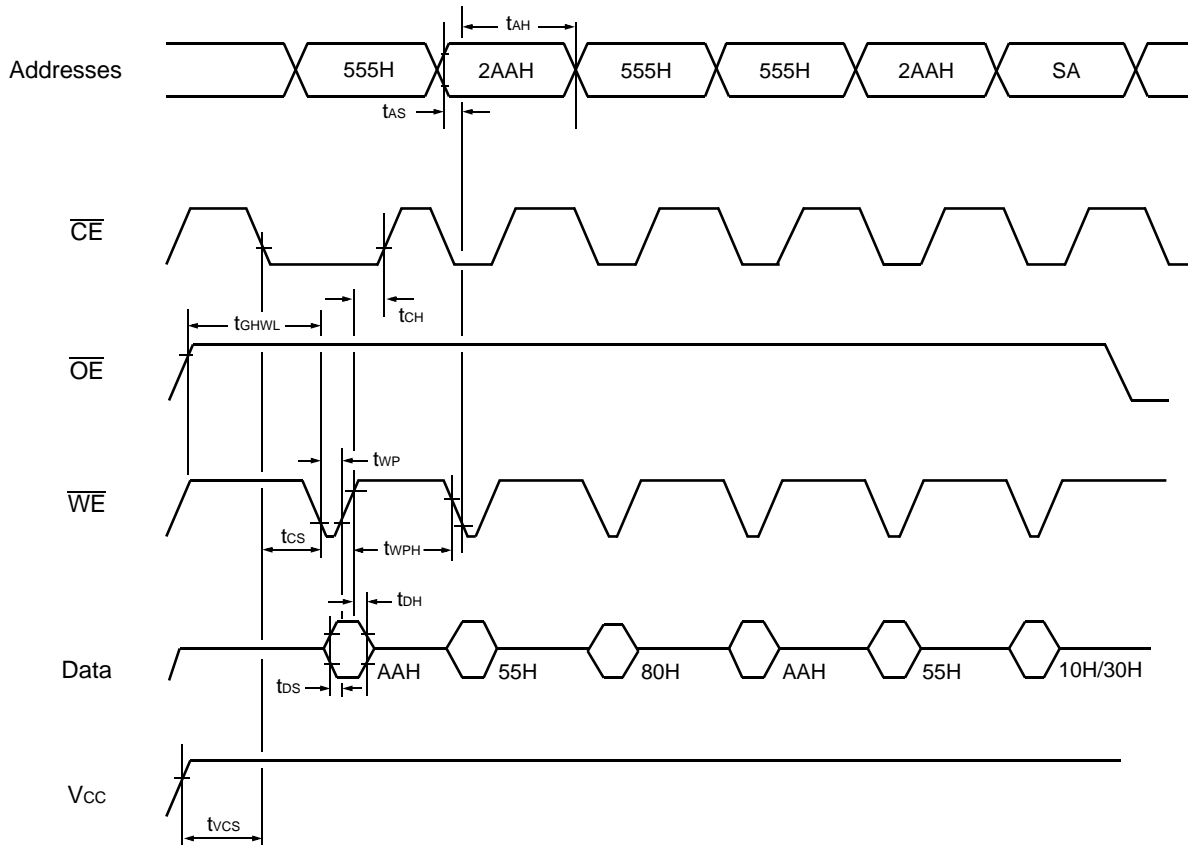 tAH
Addresses 555H 2AAH 555H 555H 2AAH SA
tAS
CE
tCH
tGHWL
OE
tWP
WE
tCS tWPH
tDH
Data AAH 55H 80H AAH 55H 10H/30H
tDS
VCC
tVCS